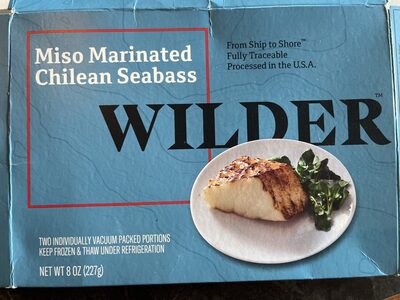 Miso Marinated
Chilean Seabass
From Ship to Shore™
Fully Traceable
Processed in the U.S.A.
WILDER™
TWO INDIVIDUALLY VACUUM PACKED PORTIONS
KEEP FROZEN & THAW UNDER REFRIGERATION
NET WT 8 OZ (227g)